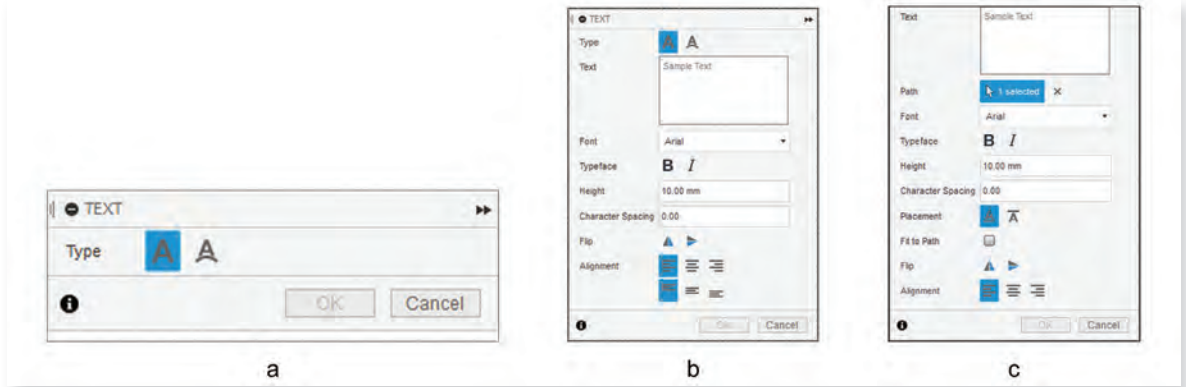 TEXT
Type A A
OK Cancel
a
TEXT
Type A A
Text Sample Text
Font Arial
Typeface B I
Height 10.00 mm
Character Spacing 0.00
Flip
Alignment
OK Cancel
b
Text Sample Text
Path 1 selected
Font Arial
Typeface B I
Height 10.00 mm
Character Spacing 0.00
Placement A A
Fit to Path
Flip
Alignment
OK Cancel
c